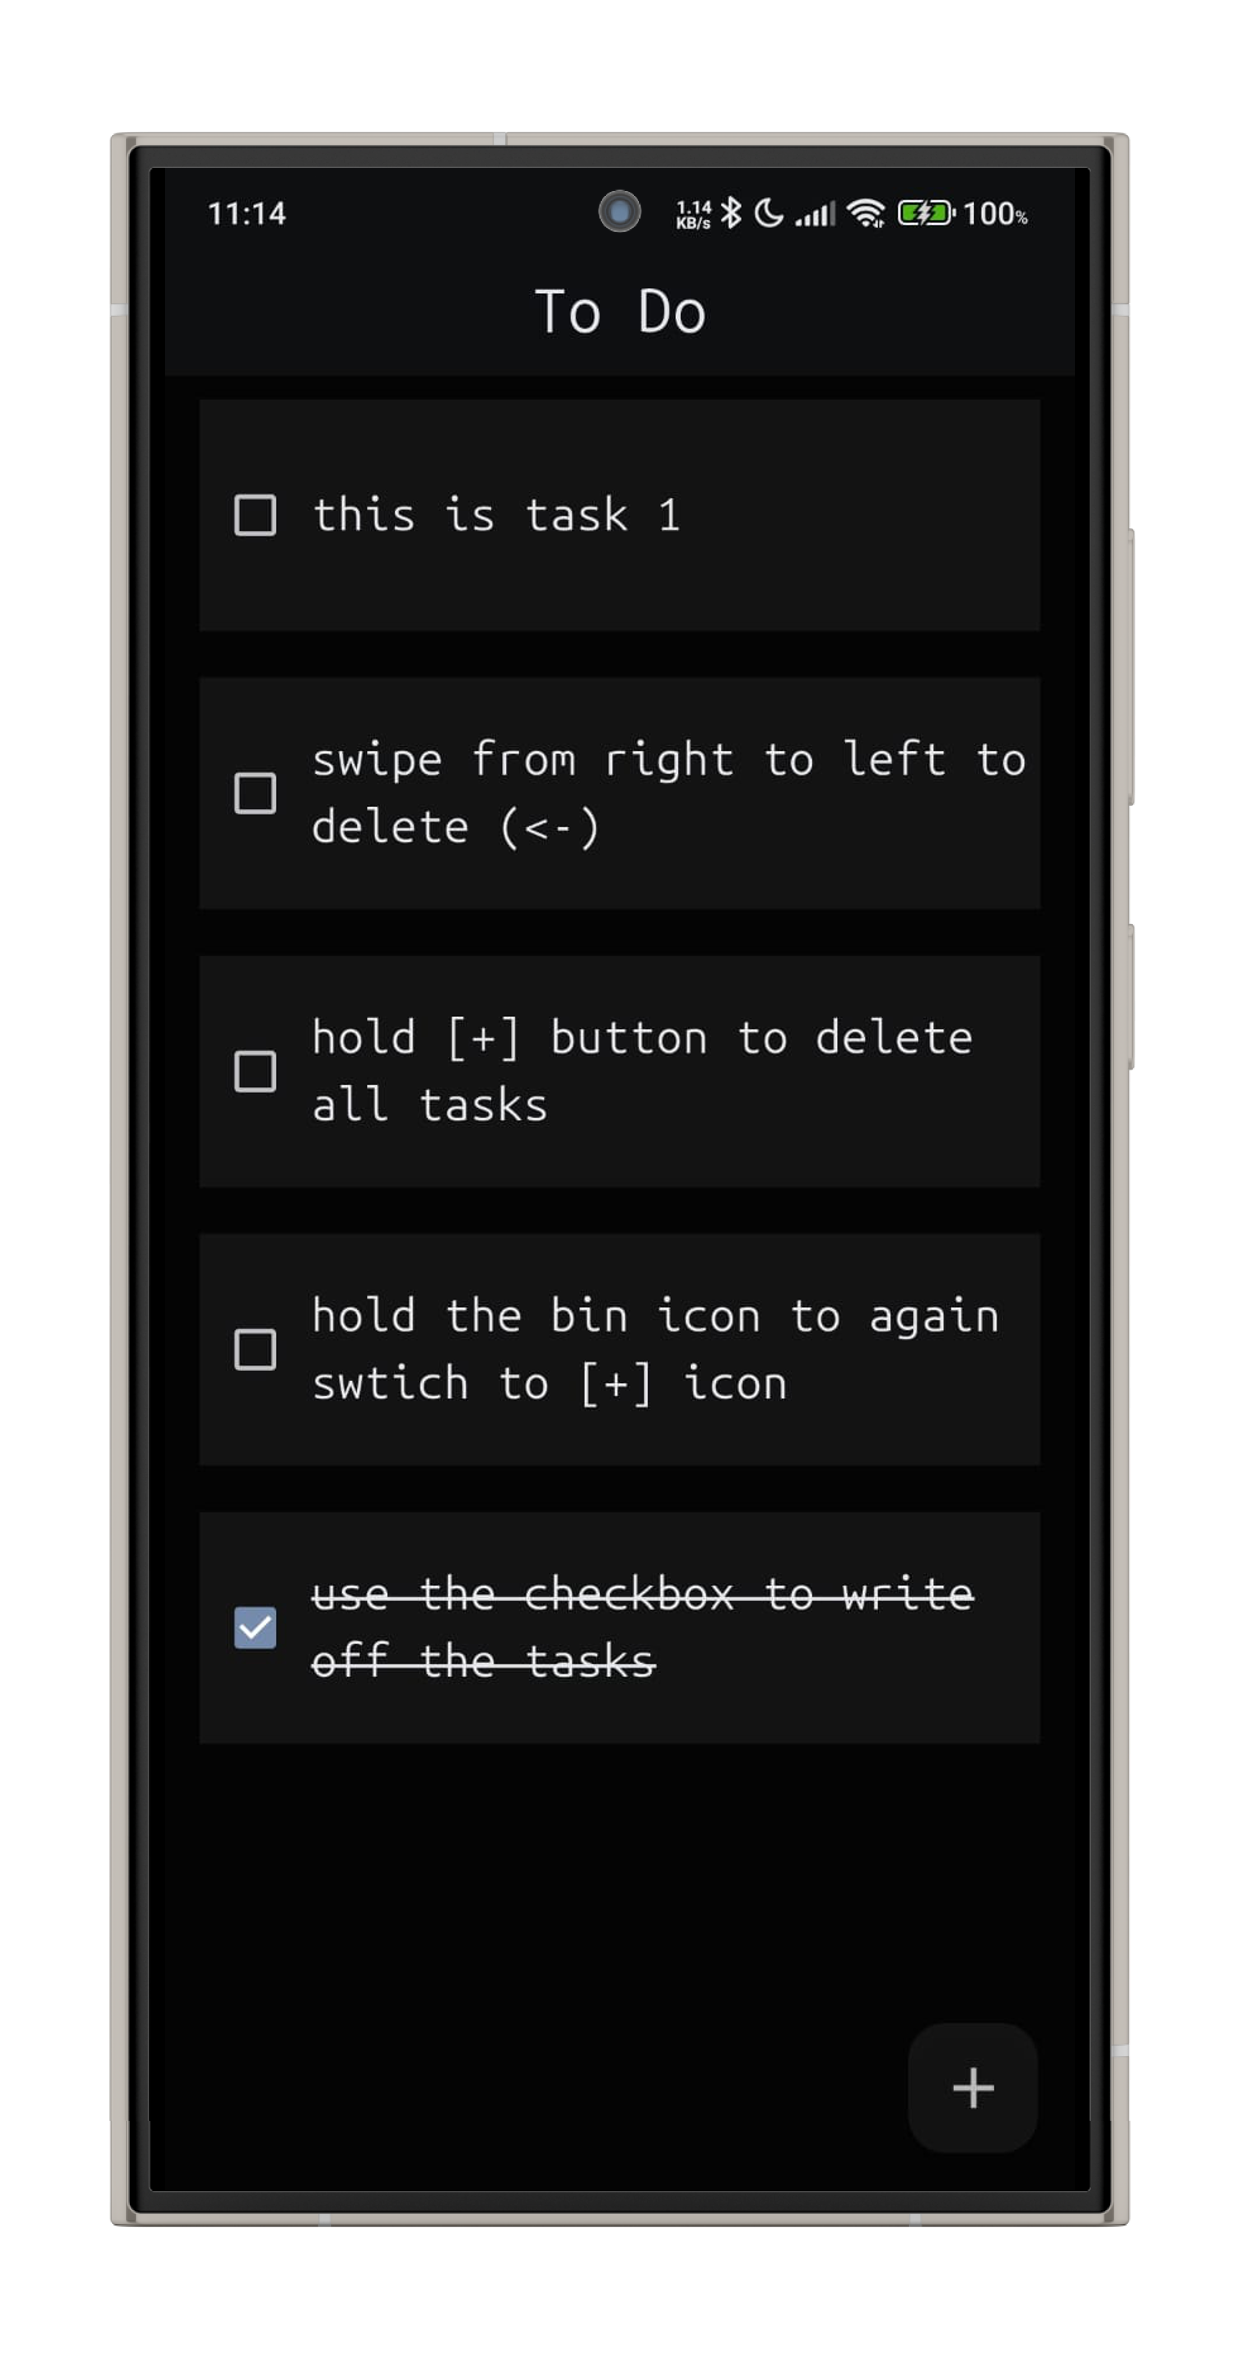 11:14
1.14
KB/s
100%
To Do
this is task 1
swipe from right to left to
delete (<-)
hold [+] button to delete
all tasks
hold the bin icon to again
swtich to [+] icon
use the checkbox to write
off the tasks